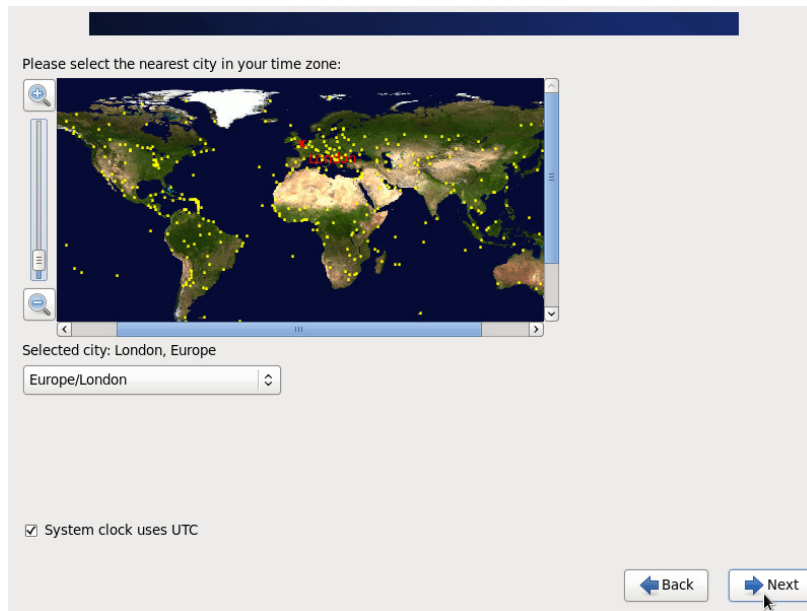 Please select the nearest city in your time zone:
London
Selected city: London, Europe
Europe/London
System clock uses UTC
Back
Next